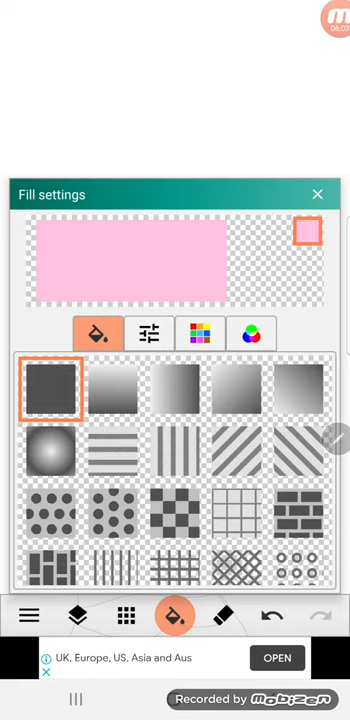 06:03
Fill settings
UK, Europe, US, Asia and Aus
OPEN
Recorded by mobizen